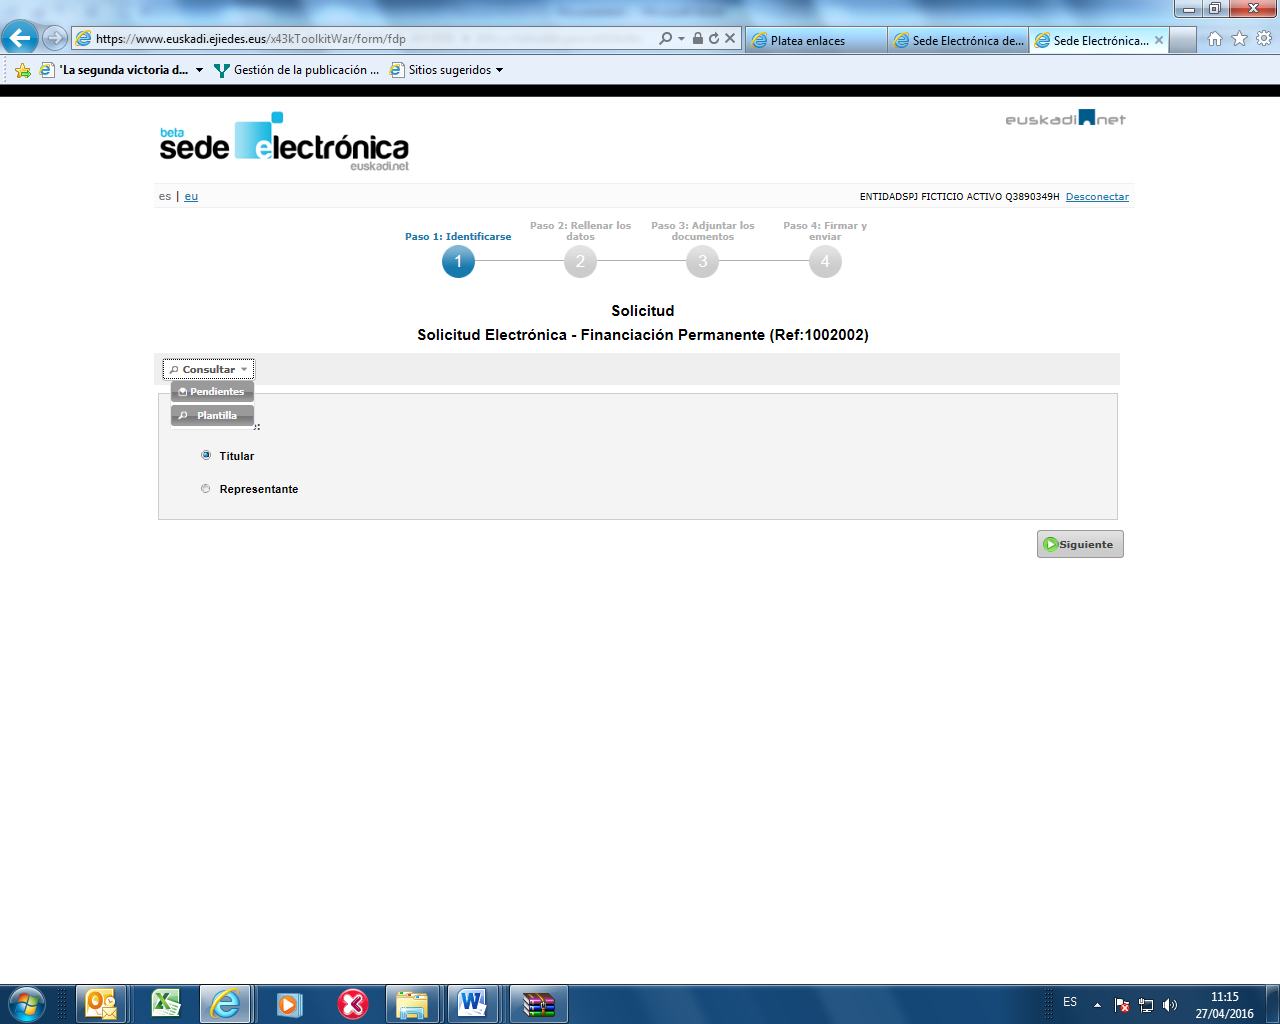 https://www.euskadi.ejiedes.eus/x43kToolkitWar/form/fdp
Platea enlaces
Sede Electrónica de...
Sede Electrónica...
'La segunda victoria d...
Gestión de la publicación ...
Sitios sugeridos
beta
sede electrónica
euskadi.net
euskadi.net
es | eu
ENTIDADSPJ FICTICIO ACTIVO Q3890349H Desconectar
Paso 1: Identificarse
Paso 2: Rellenar los datos
Paso 3: Adjuntar los documentos
Paso 4: Firmar y enviar
1
2
3
4
Solicitud
Solicitud Electrónica - Financiación Permanente (Ref:1002002)
Consultar
Pendientes
Plantilla
Titular
Representante
Siguiente
ES
11:15
27/04/2016